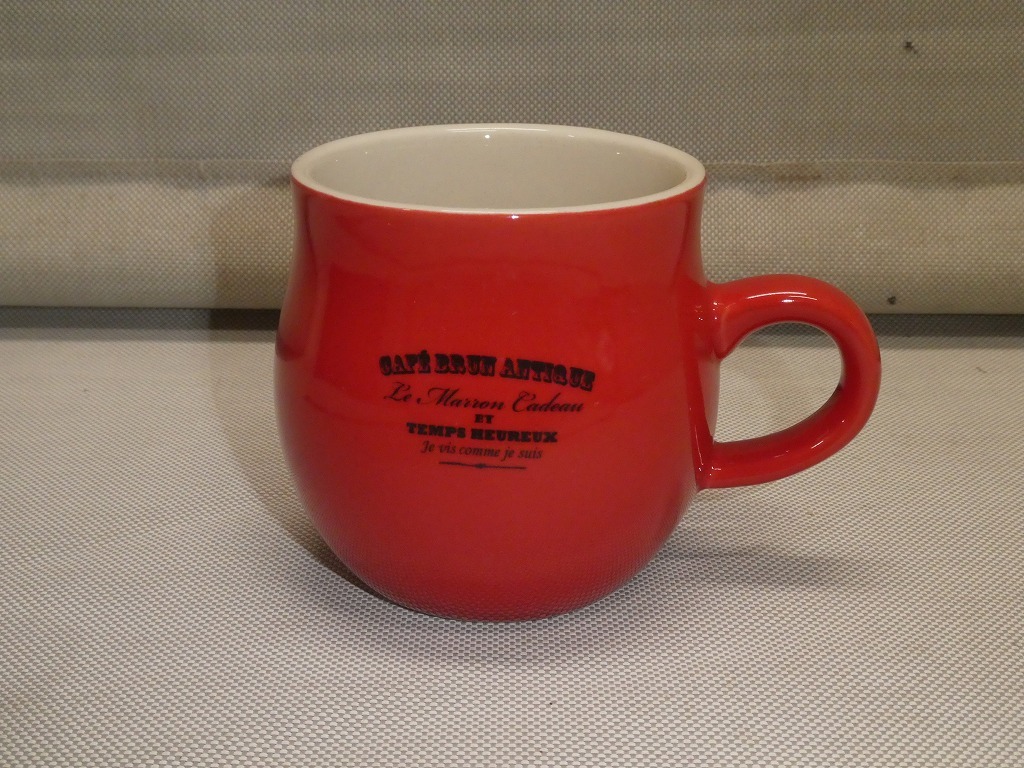 CAFÉ BRUN ANTIQUE
Le Marron Cadeau
ET
TEMPS HEUREUX
Je vis comme je suis